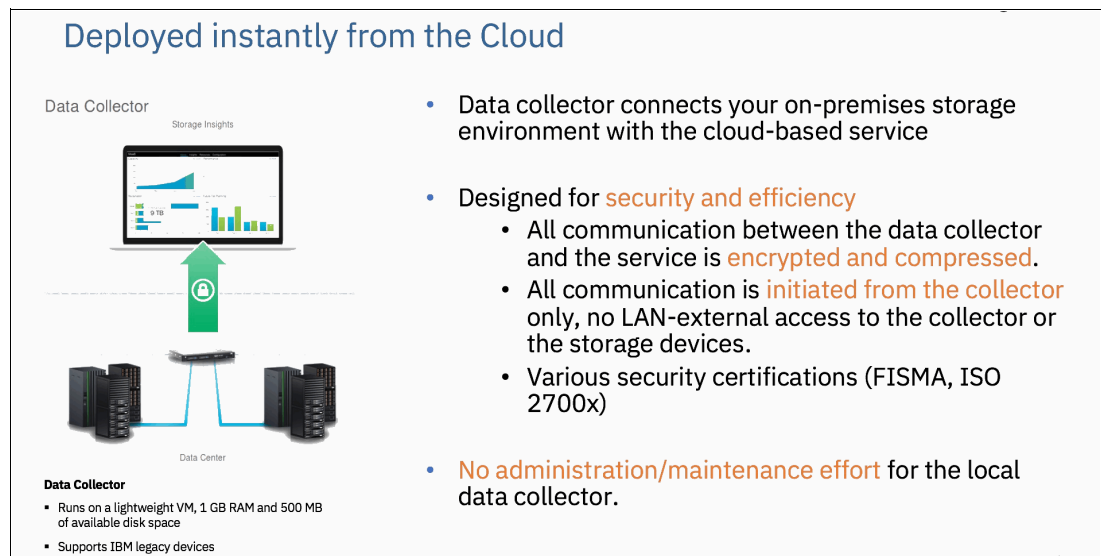 Deployed instantly from the Cloud
Data Collector
Storage Insights
9 TB
Data Center
Data Collector
▪ Runs on a lightweight VM, 1 GB RAM and 500 MB
of available disk space
▪ Supports IBM legacy devices
• Data collector connects your on-premises storage
environment with the cloud-based service
• Designed for security and efficiency
• All communication between the data collector
and the service is encrypted and compressed.
• All communication is initiated from the collector
only, no LAN-external access to the collector or
the storage devices.
• Various security certifications (FISMA, ISO
2700x)
• No administration/maintenance effort for the local
data collector.